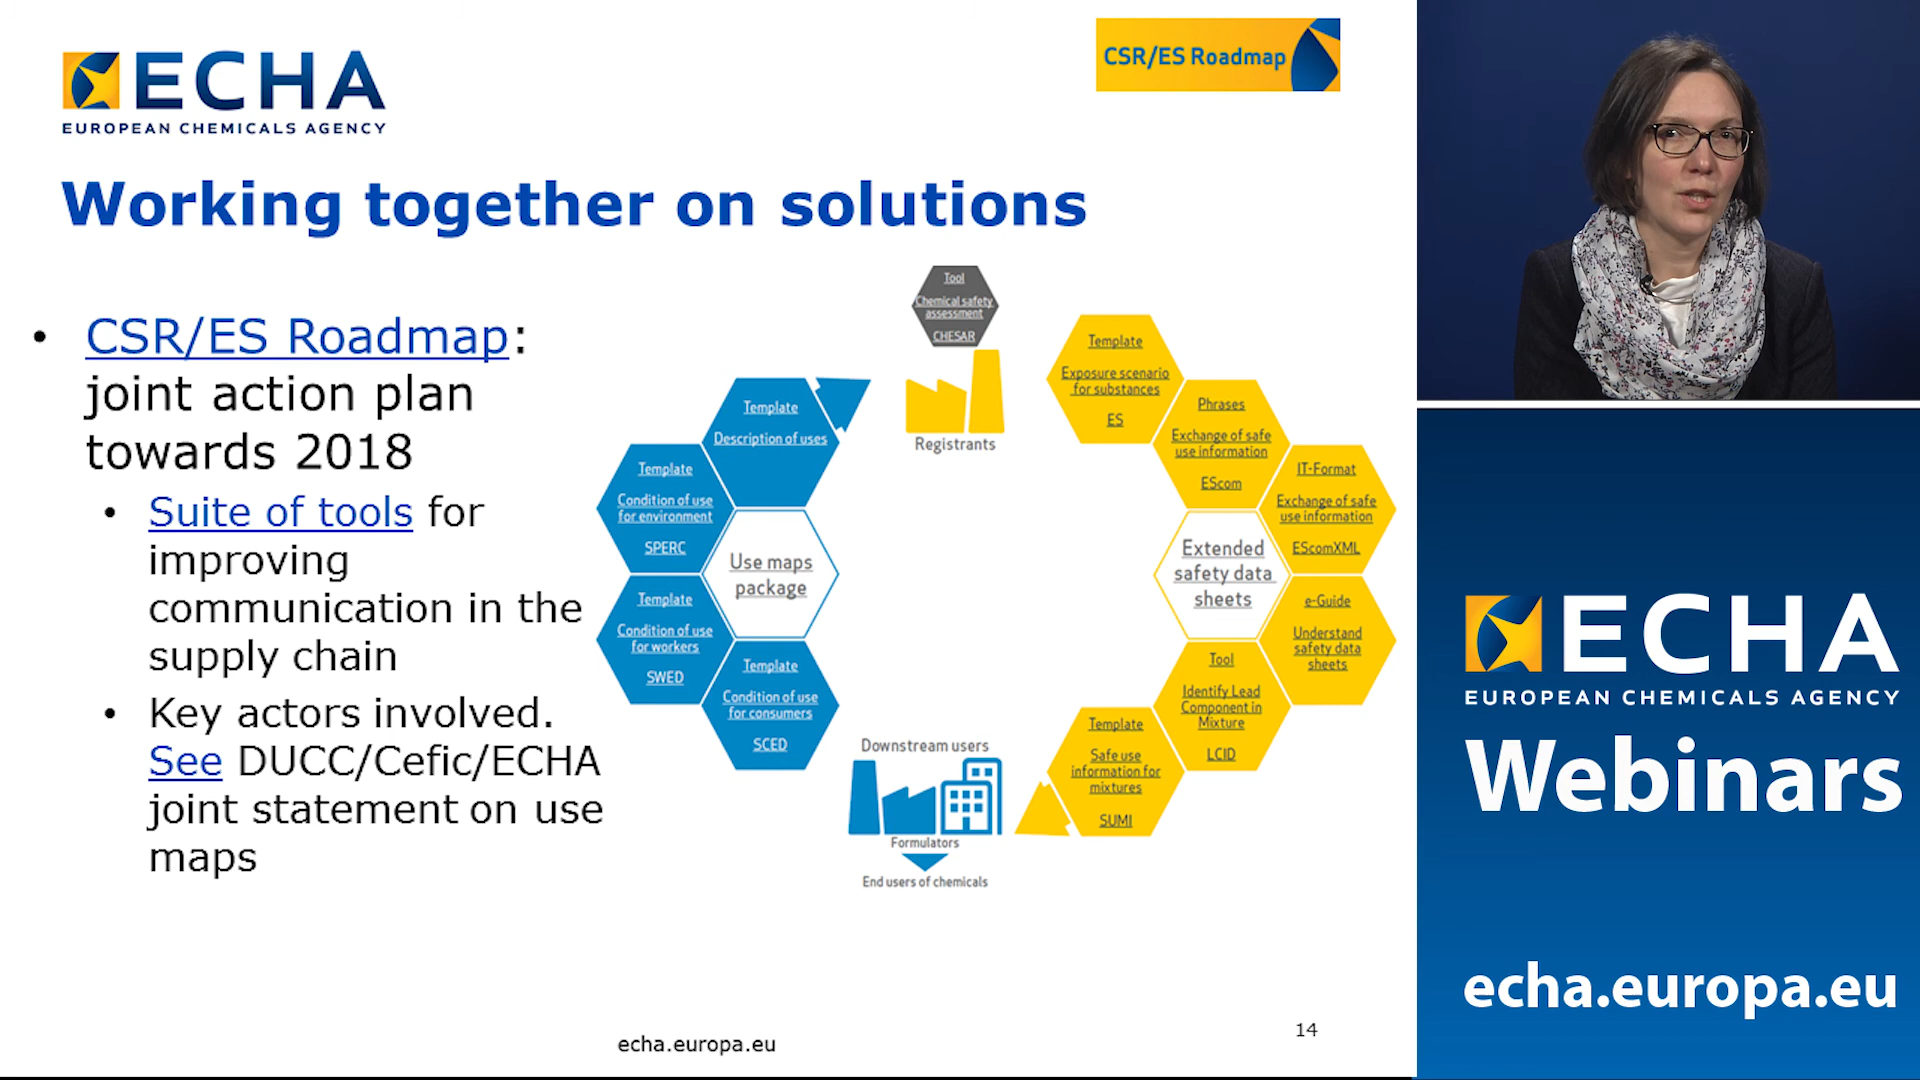 ECHA
EUROPEAN CHEMICALS AGENCY
CSR/ES Roadmap
Working together on solutions
• CSR/ES Roadmap:
joint action plan
towards 2018
• Suite of tools for
improving
communication in the
supply chain
• Key actors involved.
See DUCC/Cefic/ECHA
joint statement on use
maps
Tool
Chemical safety
assessment
CHESAR
Registrants
Template
Description of uses
Template
Condition of use
for environment
SPERC
Use maps
package
Template
Condition of use
for workers
SWED
Template
Condition of use
for consumers
SCED
Template
Exposure scenario
for substances
ES
Phrases
Exchange of safe
use information
EScom
IT-Format
Exchange of safe
use information
EScomXML
Extended
safety data
sheets
e-Guide
Understand
safety data
sheets
Tool
Identify Lead
Component in
Mixture
LCID
Template
Safe use
information for
mixtures
SUMI
Downstream users
Formulators
End users of chemicals
echa.europa.eu
14
ECHA
EUROPEAN CHEMICALS AGENCY
Webinars
echa.europa.eu